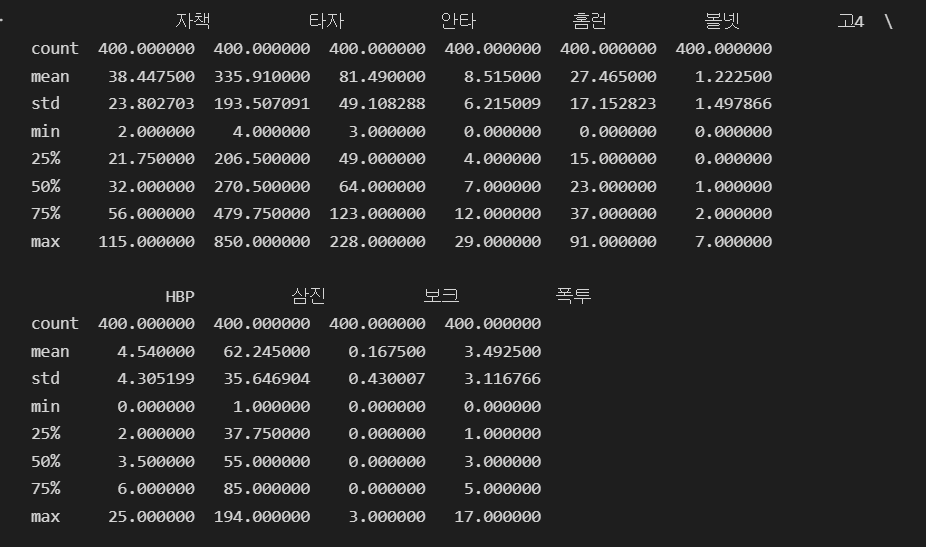 자책 타자 안타 홈런 볼넷 고4 \
count 400.000000 400.000000 400.000000 400.000000 400.000000 400.000000
mean 38.447500 335.910000 81.490000 8.515000 27.465000 1.222500
std 23.802703 193.507091 49.108288 6.215009 17.152823 1.497866
min 2.000000 4.000000 3.000000 0.000000 0.000000 0.000000
25% 21.750000 206.500000 49.000000 4.000000 15.000000 0.000000
50% 32.000000 270.500000 64.000000 7.000000 23.000000 1.000000
75% 56.000000 479.750000 123.000000 12.000000 37.000000 2.000000
max 115.000000 850.000000 228.000000 29.000000 91.000000 7.000000
HBP 삼진 보크 폭투
count 400.000000 400.000000 400.000000 400.000000
mean 4.540000 62.245000 0.167500 3.492500
std 4.305199 35.646904 0.430007 3.116766
min 0.000000 1.000000 0.000000 0.000000
25% 2.000000 37.750000 0.000000 1.000000
50% 3.500000 55.000000 0.000000 3.000000
75% 6.000000 85.000000 0.000000 5.000000
max 25.000000 194.000000 3.000000 17.000000